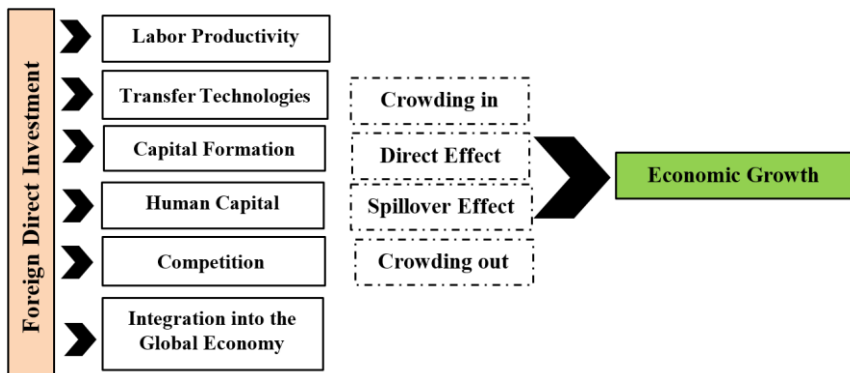 Foreign Direct Investment
Labor Productivity
Transfer Technologies
Capital Formation
Human Capital
Competition
Integration into the
Global Economy
Crowding in
Direct Effect
Spillover Effect
Crowding out
Economic Growth